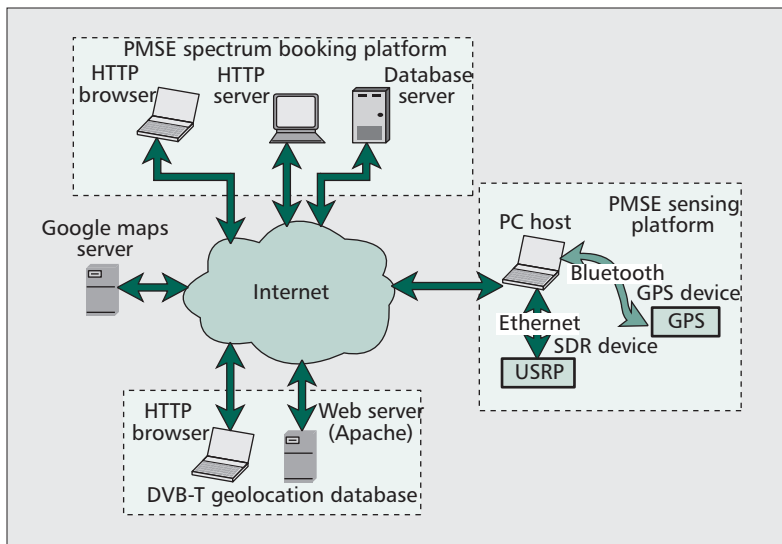 PMSE spectrum booking platform
HTTP
browser
HTTP
server
Database
server
Google maps
server
Internet
PMSE sensing
platform
PC host
Bluetooth
GPS device
GPS
Ethernet
SDR device
USRP
HTTP
browser
Web server
(Apache)
DVB-T geolocation database